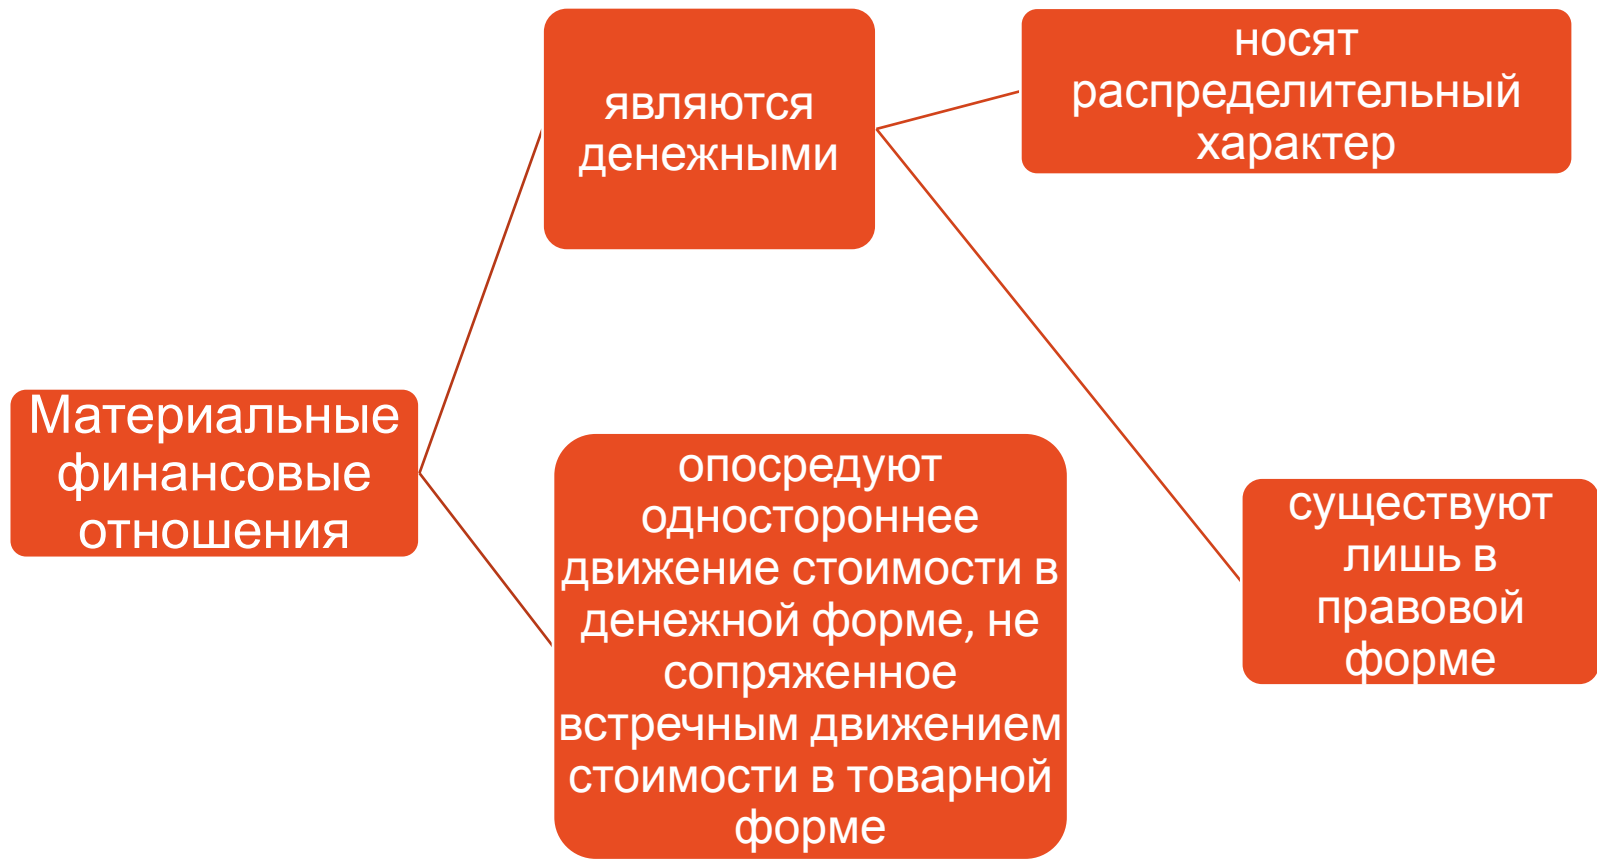 Материальные
финансовые
отношения
являются
денежными
опосредуют
одностороннее
движение стоимости в
денежной форме, не
сопряженное
встречным движением
стоимости в товарной
форме
носят
распределительный
характер
существуют
лишь в
правовой
форме